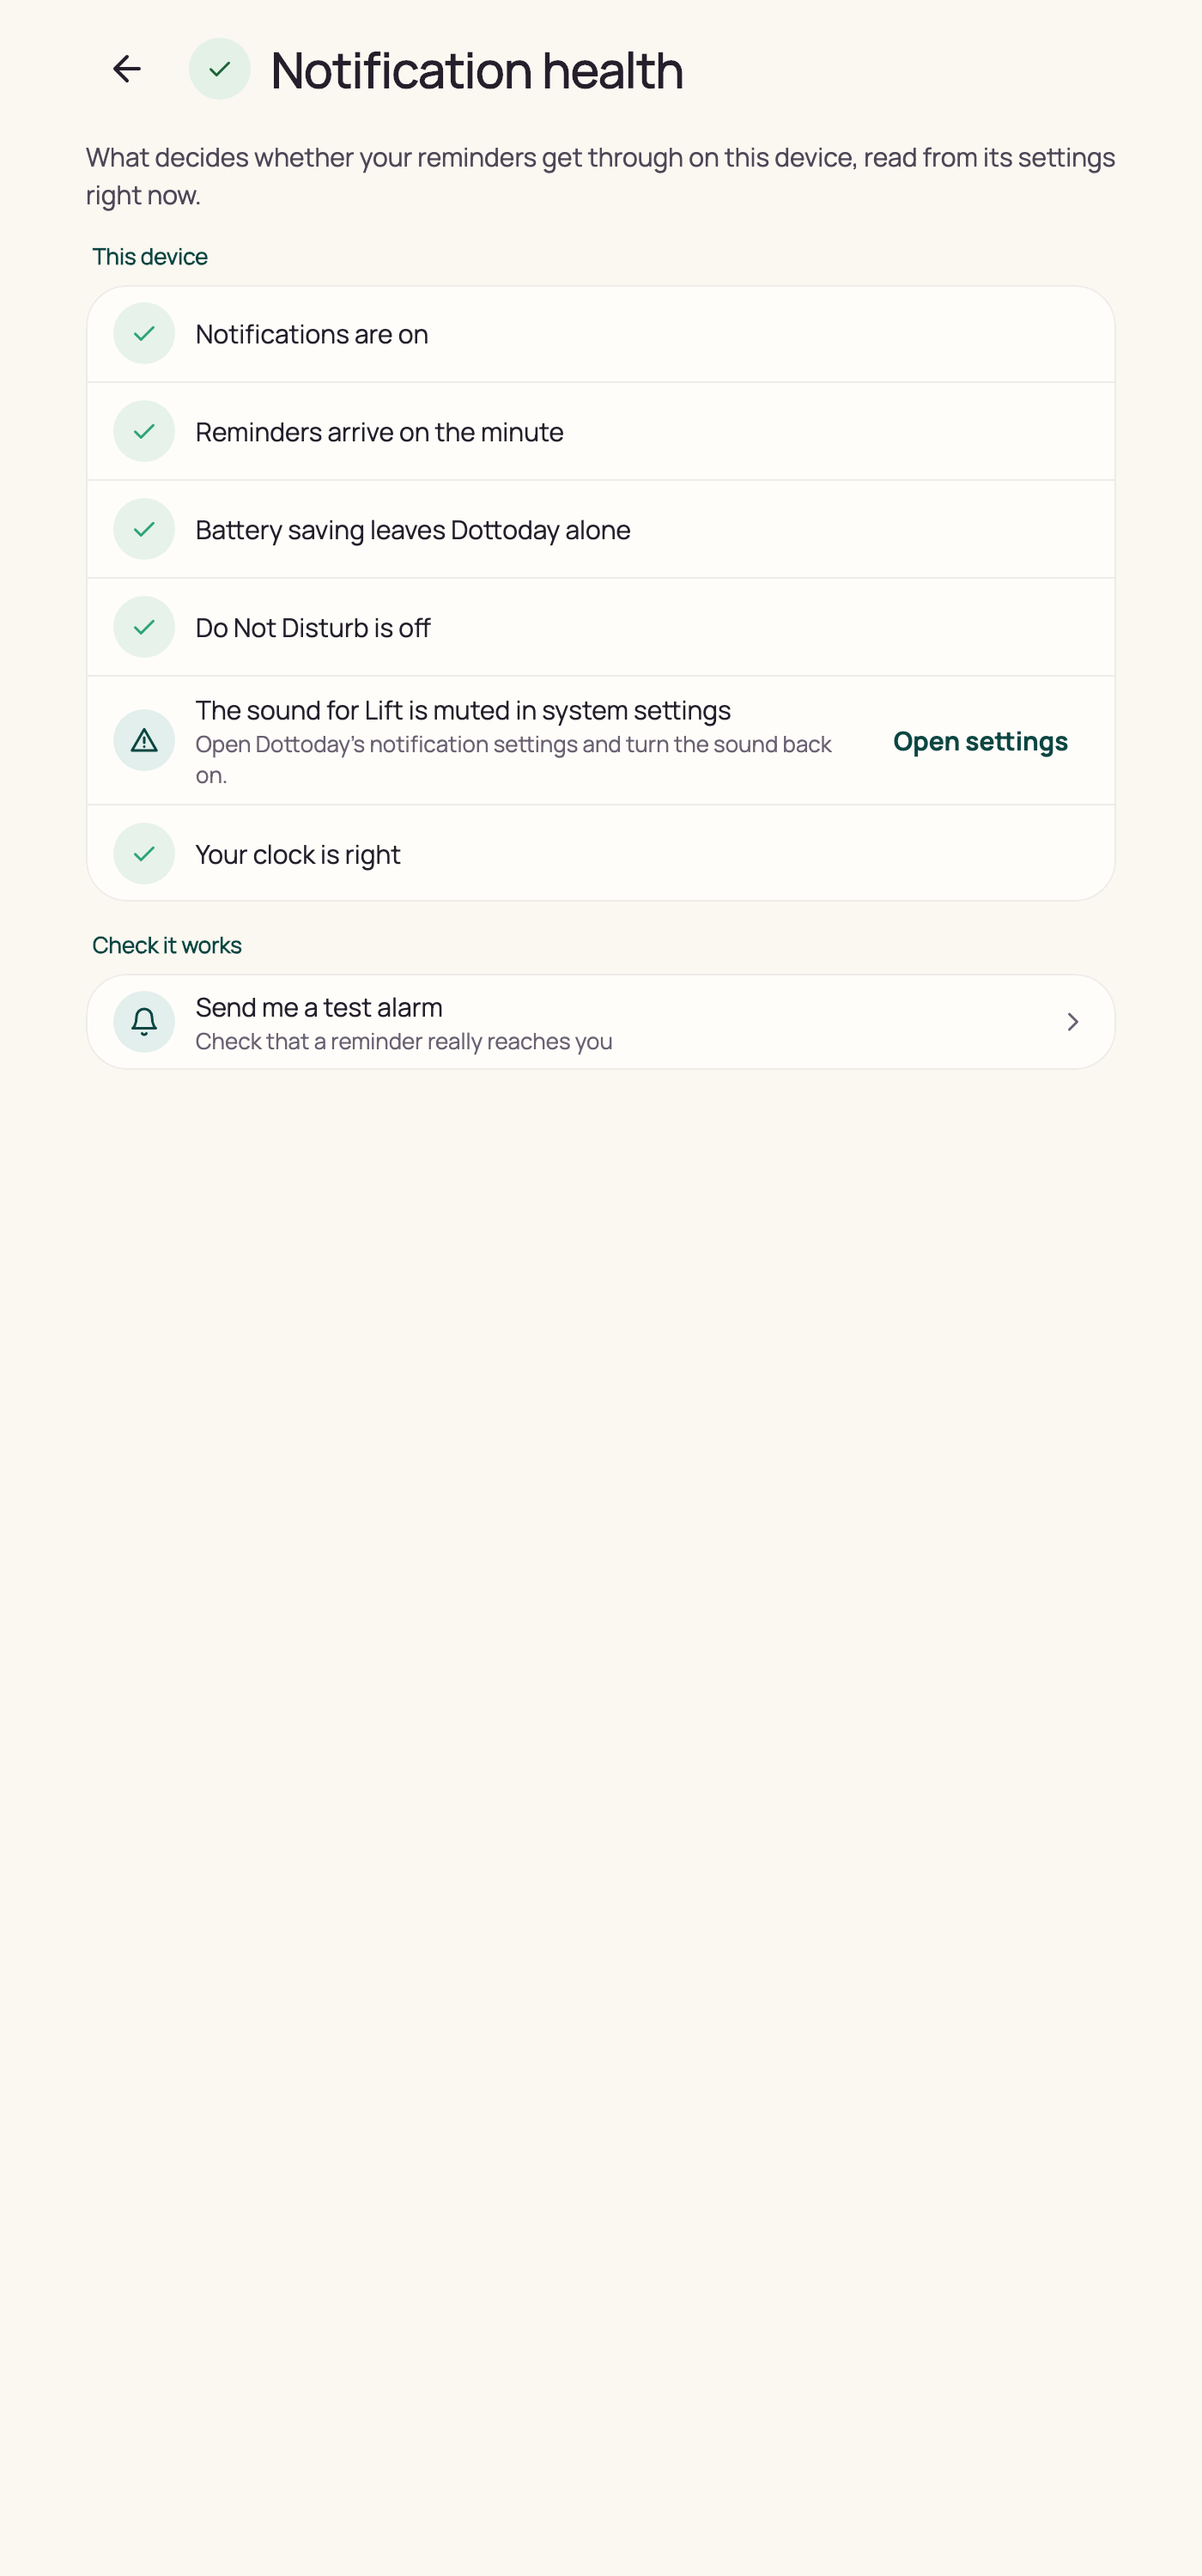 Notification health
What decides whether your reminders get through on this device, read from its settings
right now.
This device
Notifications are on
Reminders arrive on the minute
Battery saving leaves Dottoday alone
Do Not Disturb is off
The sound for Lift is muted in system settings
Open Dottoday’s notification settings and turn the sound back
on.
Open settings
Your clock is right
Check it works
Send me a test alarm
Check that a reminder really reaches you